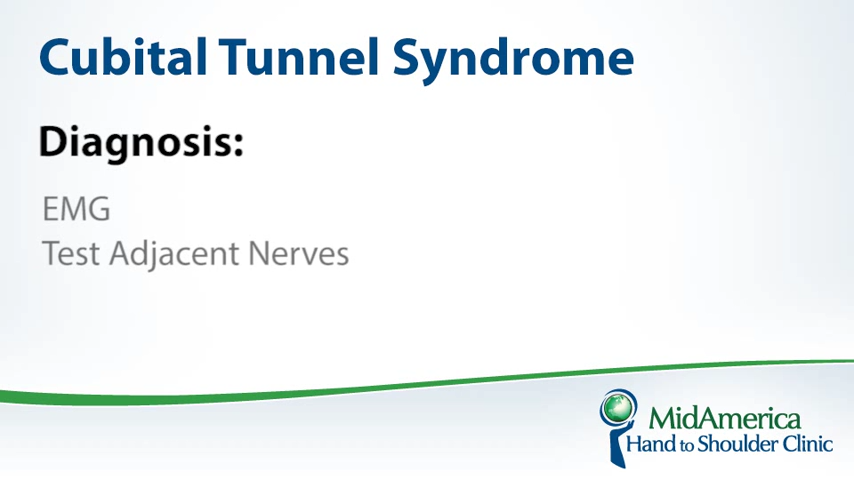 Cubital Tunnel Syndrome
Diagnosis:
EMG
Test Adjacent Nerves
MidAmerica
Hand to Shoulder Clinic